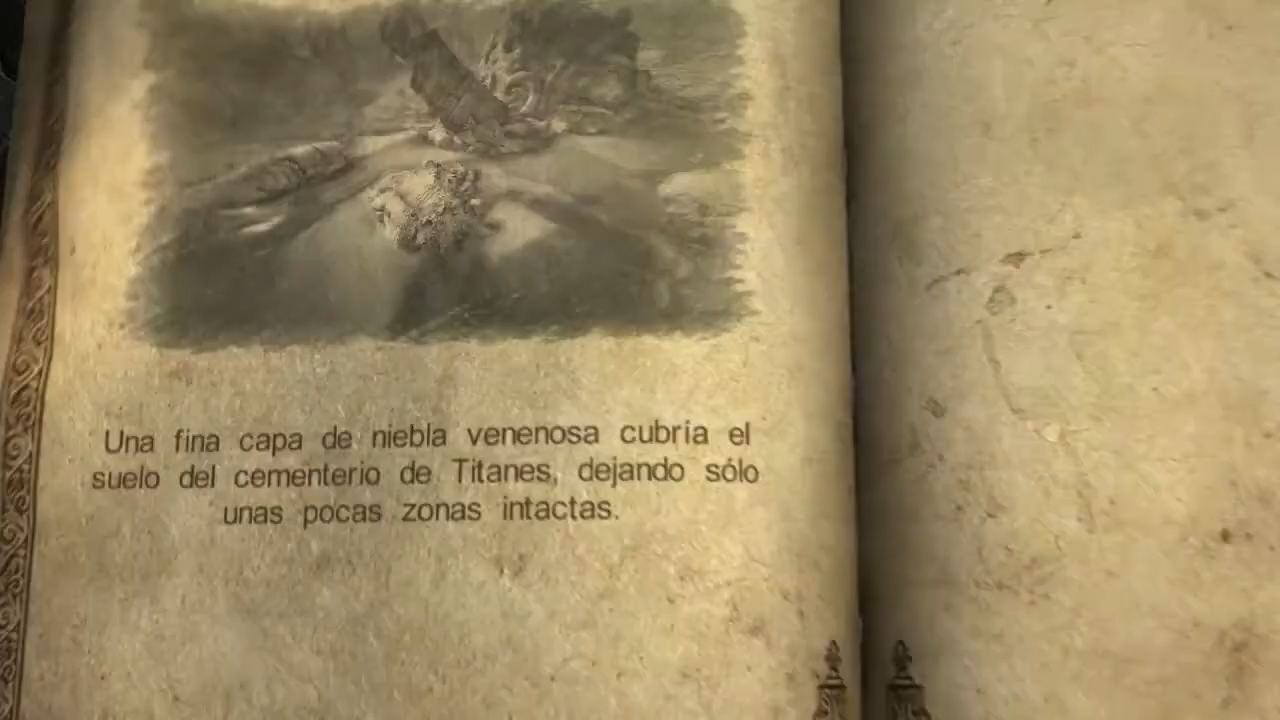 Una fina capa de niebla venenosa cubría el
suelo del cementerio de Titanes, dejando sólo
unas pocas zonas intactas.